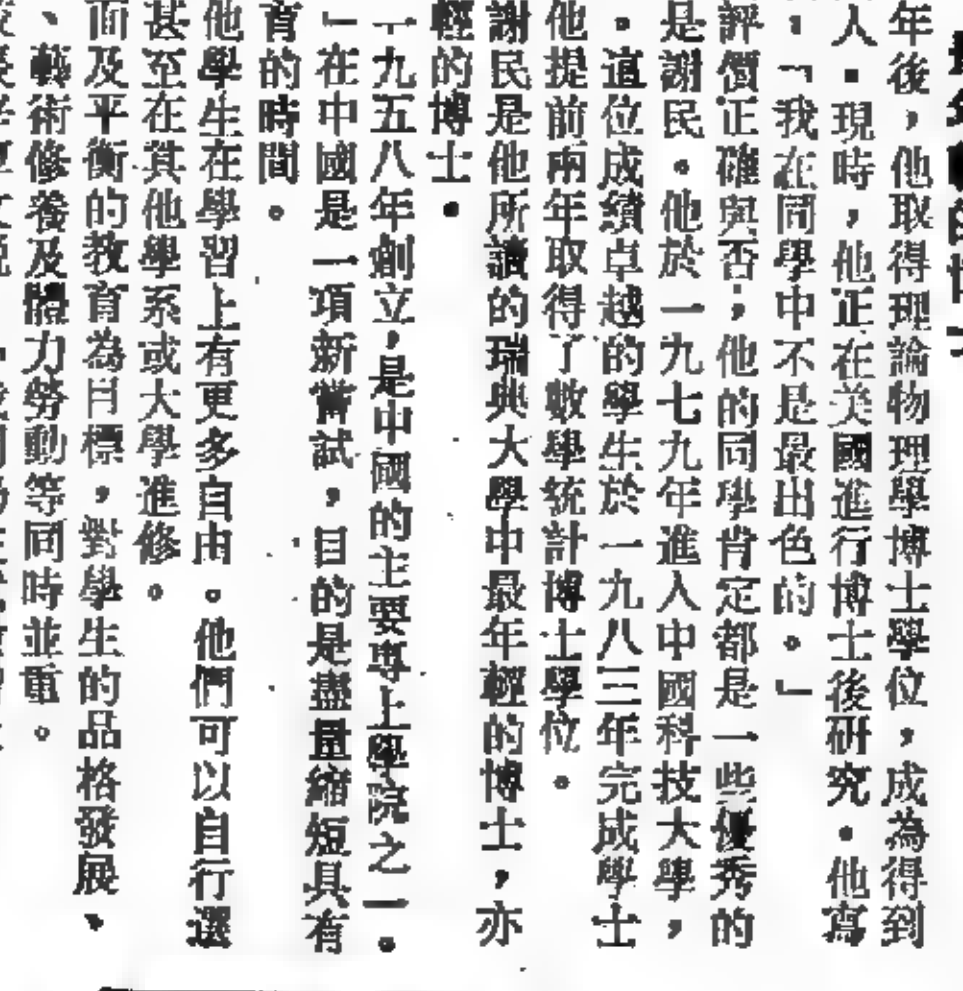 年後，他取得理論物理學博士學位，成為得到
人。現時，他正在美國進行博士後研究。他寫
：「我在同學中不是最出色的。」
評價正確與否，他的同學肯定都是一些優秀的
是謝民。他於一九七九年進入中國科技大學，
。這位成績卓越的學生於一九八三年完成學士
他提前兩年取得了數學統計博士學位。
謝民是他所讀的瑞典大學中最年輕的博士，亦
輕的博士。
一九五八年創立，是中國的主要專上學院之一。
」在中國是一項新嘗試，目的是盡量縮短具有
育的時間。
他學生在學習上有更多自由。他們可以自行選
甚至在其他學系或大學進修。
面及平衡的教育為目標，對學生的品格發展、
、藝術修養及體力勞動等同時並重。